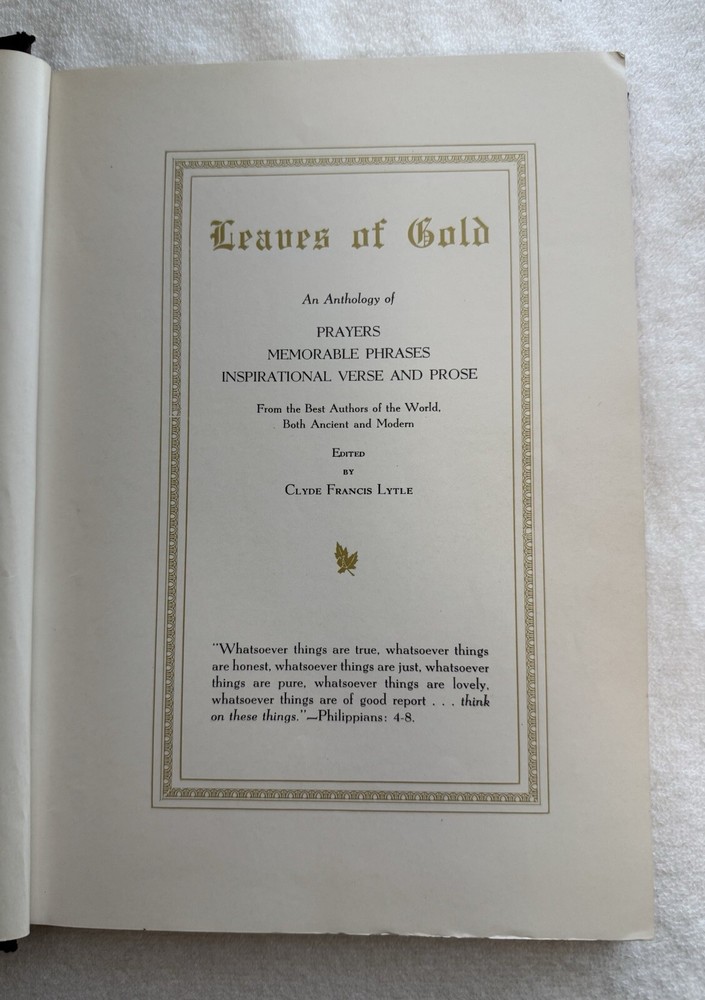 Leaves of Gold
An Anthology of
PRAYERS
MEMORABLE PHRASES
INSPIRATIONAL VERSE AND PROSE
From the Best Authors of the World,
Both Ancient and Modern
EDITED
BY
CLYDE FRANCIS LYTLE
"Whatsoever things are true, whatsoever things
are honest, whatsoever things are just, whatsoever
things are pure, whatsoever things are lovely,
whatsoever things are of good report . . . think
on these things."—Philippians: 4-8.